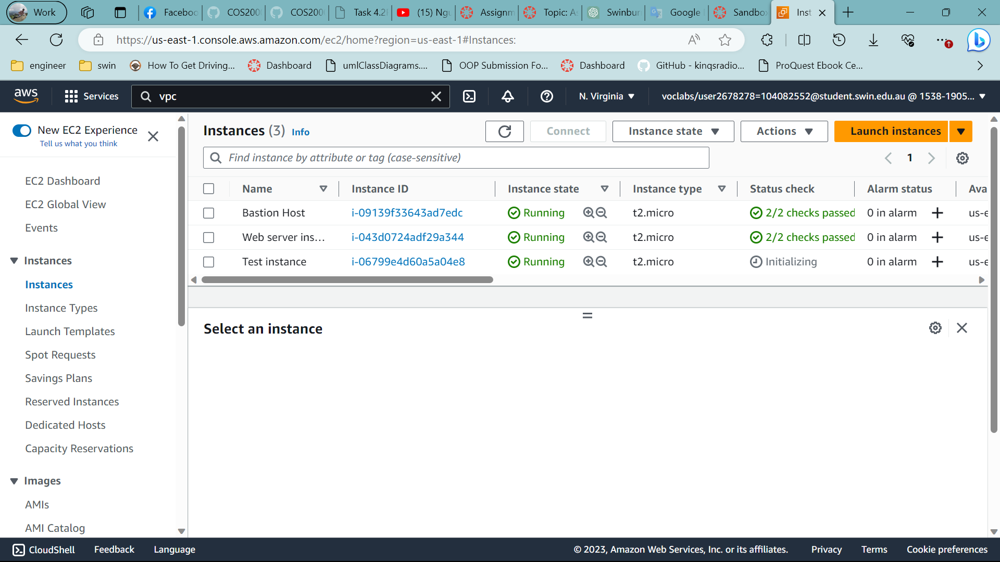 Work
Faceboo
COS200
COS200
Task 4.2
(15) Ngu
Assignm
Topic: As
Swinbur
Google
Sandbo
Inst
https://us-east-1.console.aws.amazon.com/ec2/home?region=us-east-1#Instances:
engineer
swin
How To Get Driving...
Dashboard
umlClassDiagrams....
OOP Submission Fo...
Dashboard
GitHub - kinqsradio...
ProQuest Ebook Ce...
aws
Services
vpc
N. Virginia
voclabs/user2678278=104082552@student.swin.edu.au @ 1538-1905...
New EC2 Experience
Tell us what you think
EC2 Dashboard
EC2 Global View
Events
Instances
Instances
Instance Types
Launch Templates
Spot Requests
Savings Plans
Reserved Instances
Dedicated Hosts
Capacity Reservations
Images
AMIs
AMI Catalog
Instances (3) Info
Connect
Instance state
Actions
Launch instances
Find instance by attribute or tag (case-sensitive)
1
Name Instance ID Instance state Instance type Status check Alarm status Ava
Bastion Host i-09139f33643ad7edc Running t2.micro 2/2 checks passed 0 in alarm us-e
Web server ins... i-043d0724adf29a344 Running t2.micro 2/2 checks passed 0 in alarm us-e
Test instance i-06799e4d60a5a04e8 Running t2.micro Initializing 0 in alarm us-e
Select an instance
CloudShell Feedback Language © 2023, Amazon Web Services, Inc. or its affiliates. Privacy Terms Cookie preferences